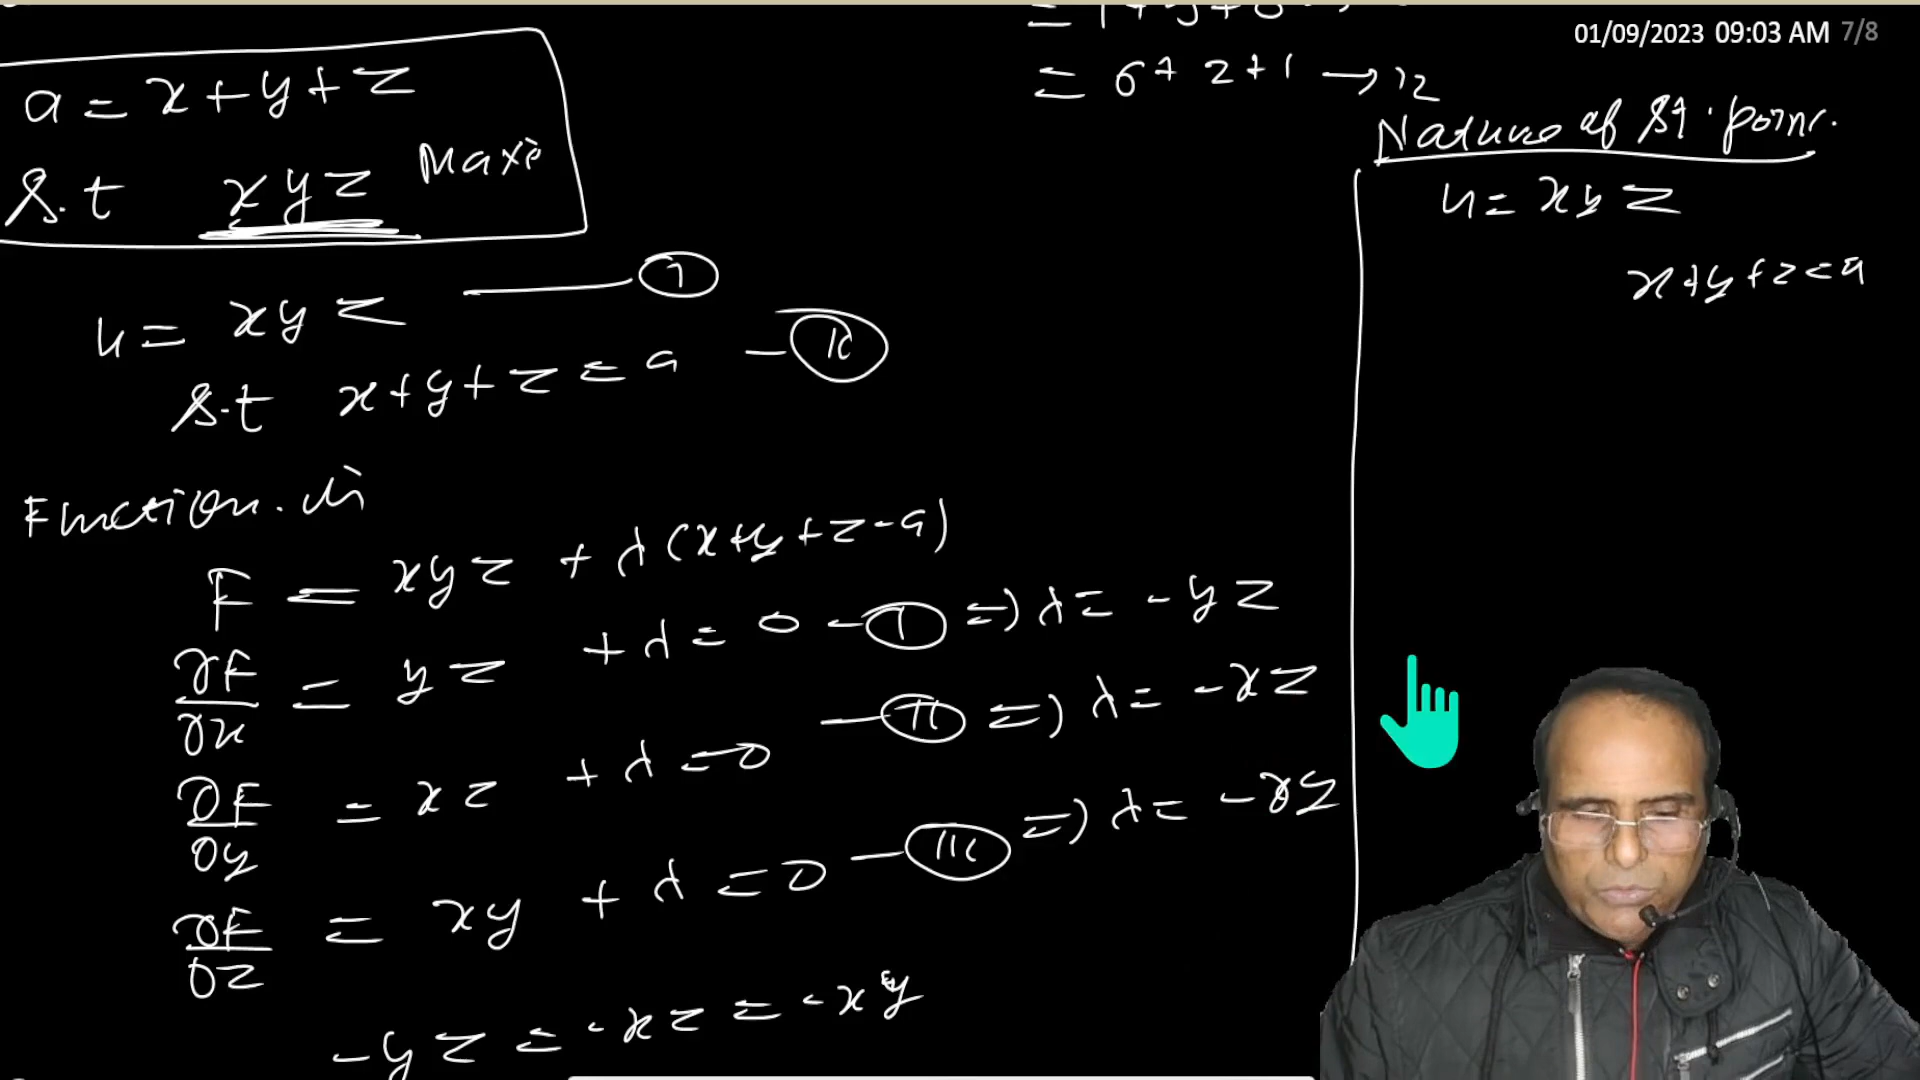 01/09/2023 09:03 AM 7/8
= 6 + 2 + 1 → 12
a = x + y + z
s.t xyz Maxi
u = xyz —— (I)
s.t x + y + z = a — (II)
Function is
F = xyz + λ(x + y + z - a)
∂F/∂x = yz + λ = 0 — (I) ⇒ λ = - yz
∂F/∂y = xz + λ = 0 — (II) ⇒ λ = - xz
∂F/∂z = xy + λ = 0 — (III) ⇒ λ = - xy
- yz = - xz = - xy
Nature of St. point.
u = xyz
x + y + z = a